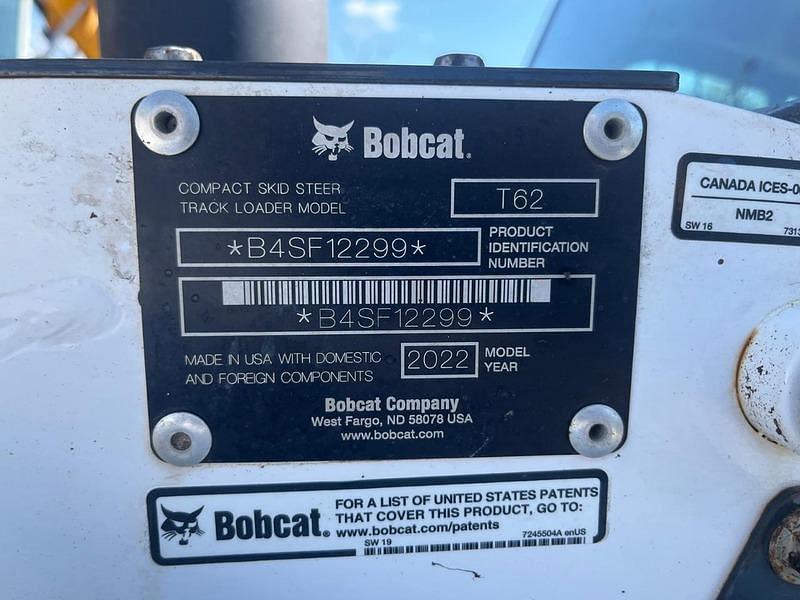 Bobcat®
COMPACT SKID STEER
TRACK LOADER MODEL
T62
*B4SF12299*
PRODUCT
IDENTIFICATION
NUMBER
*B4SF12299*
MADE IN USA WITH DOMESTIC
AND FOREIGN COMPONENTS
2022
MODEL
YEAR
Bobcat Company
West Fargo, ND 58078 USA
www.bobcat.com
CANADA ICES-0
NMB2
SW 16
7313
Bobcat®
FOR A LIST OF UNITED STATES PATENTS
THAT COVER THIS PRODUCT, GO TO:
www.bobcat.com/patents
SW 19
7245504A enUS